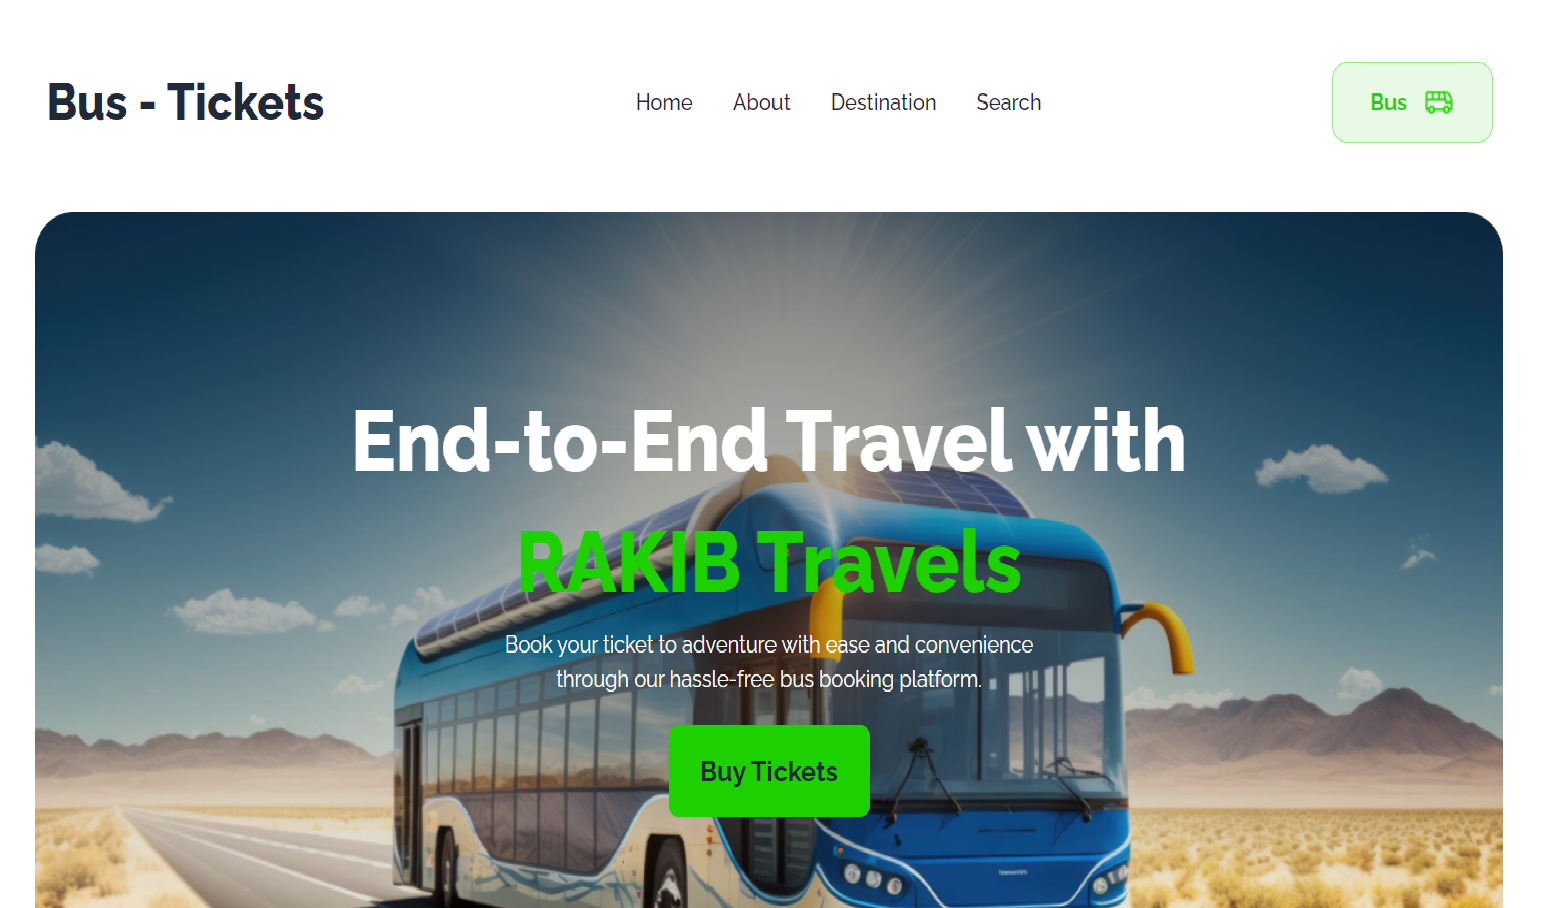 Bus - Tickets
Home About Destination Search
Bus
End-to-End Travel with
RAKIB Travels
Book your ticket to adventure with ease and convenience
through our hassle-free bus booking platform.
Buy Tickets